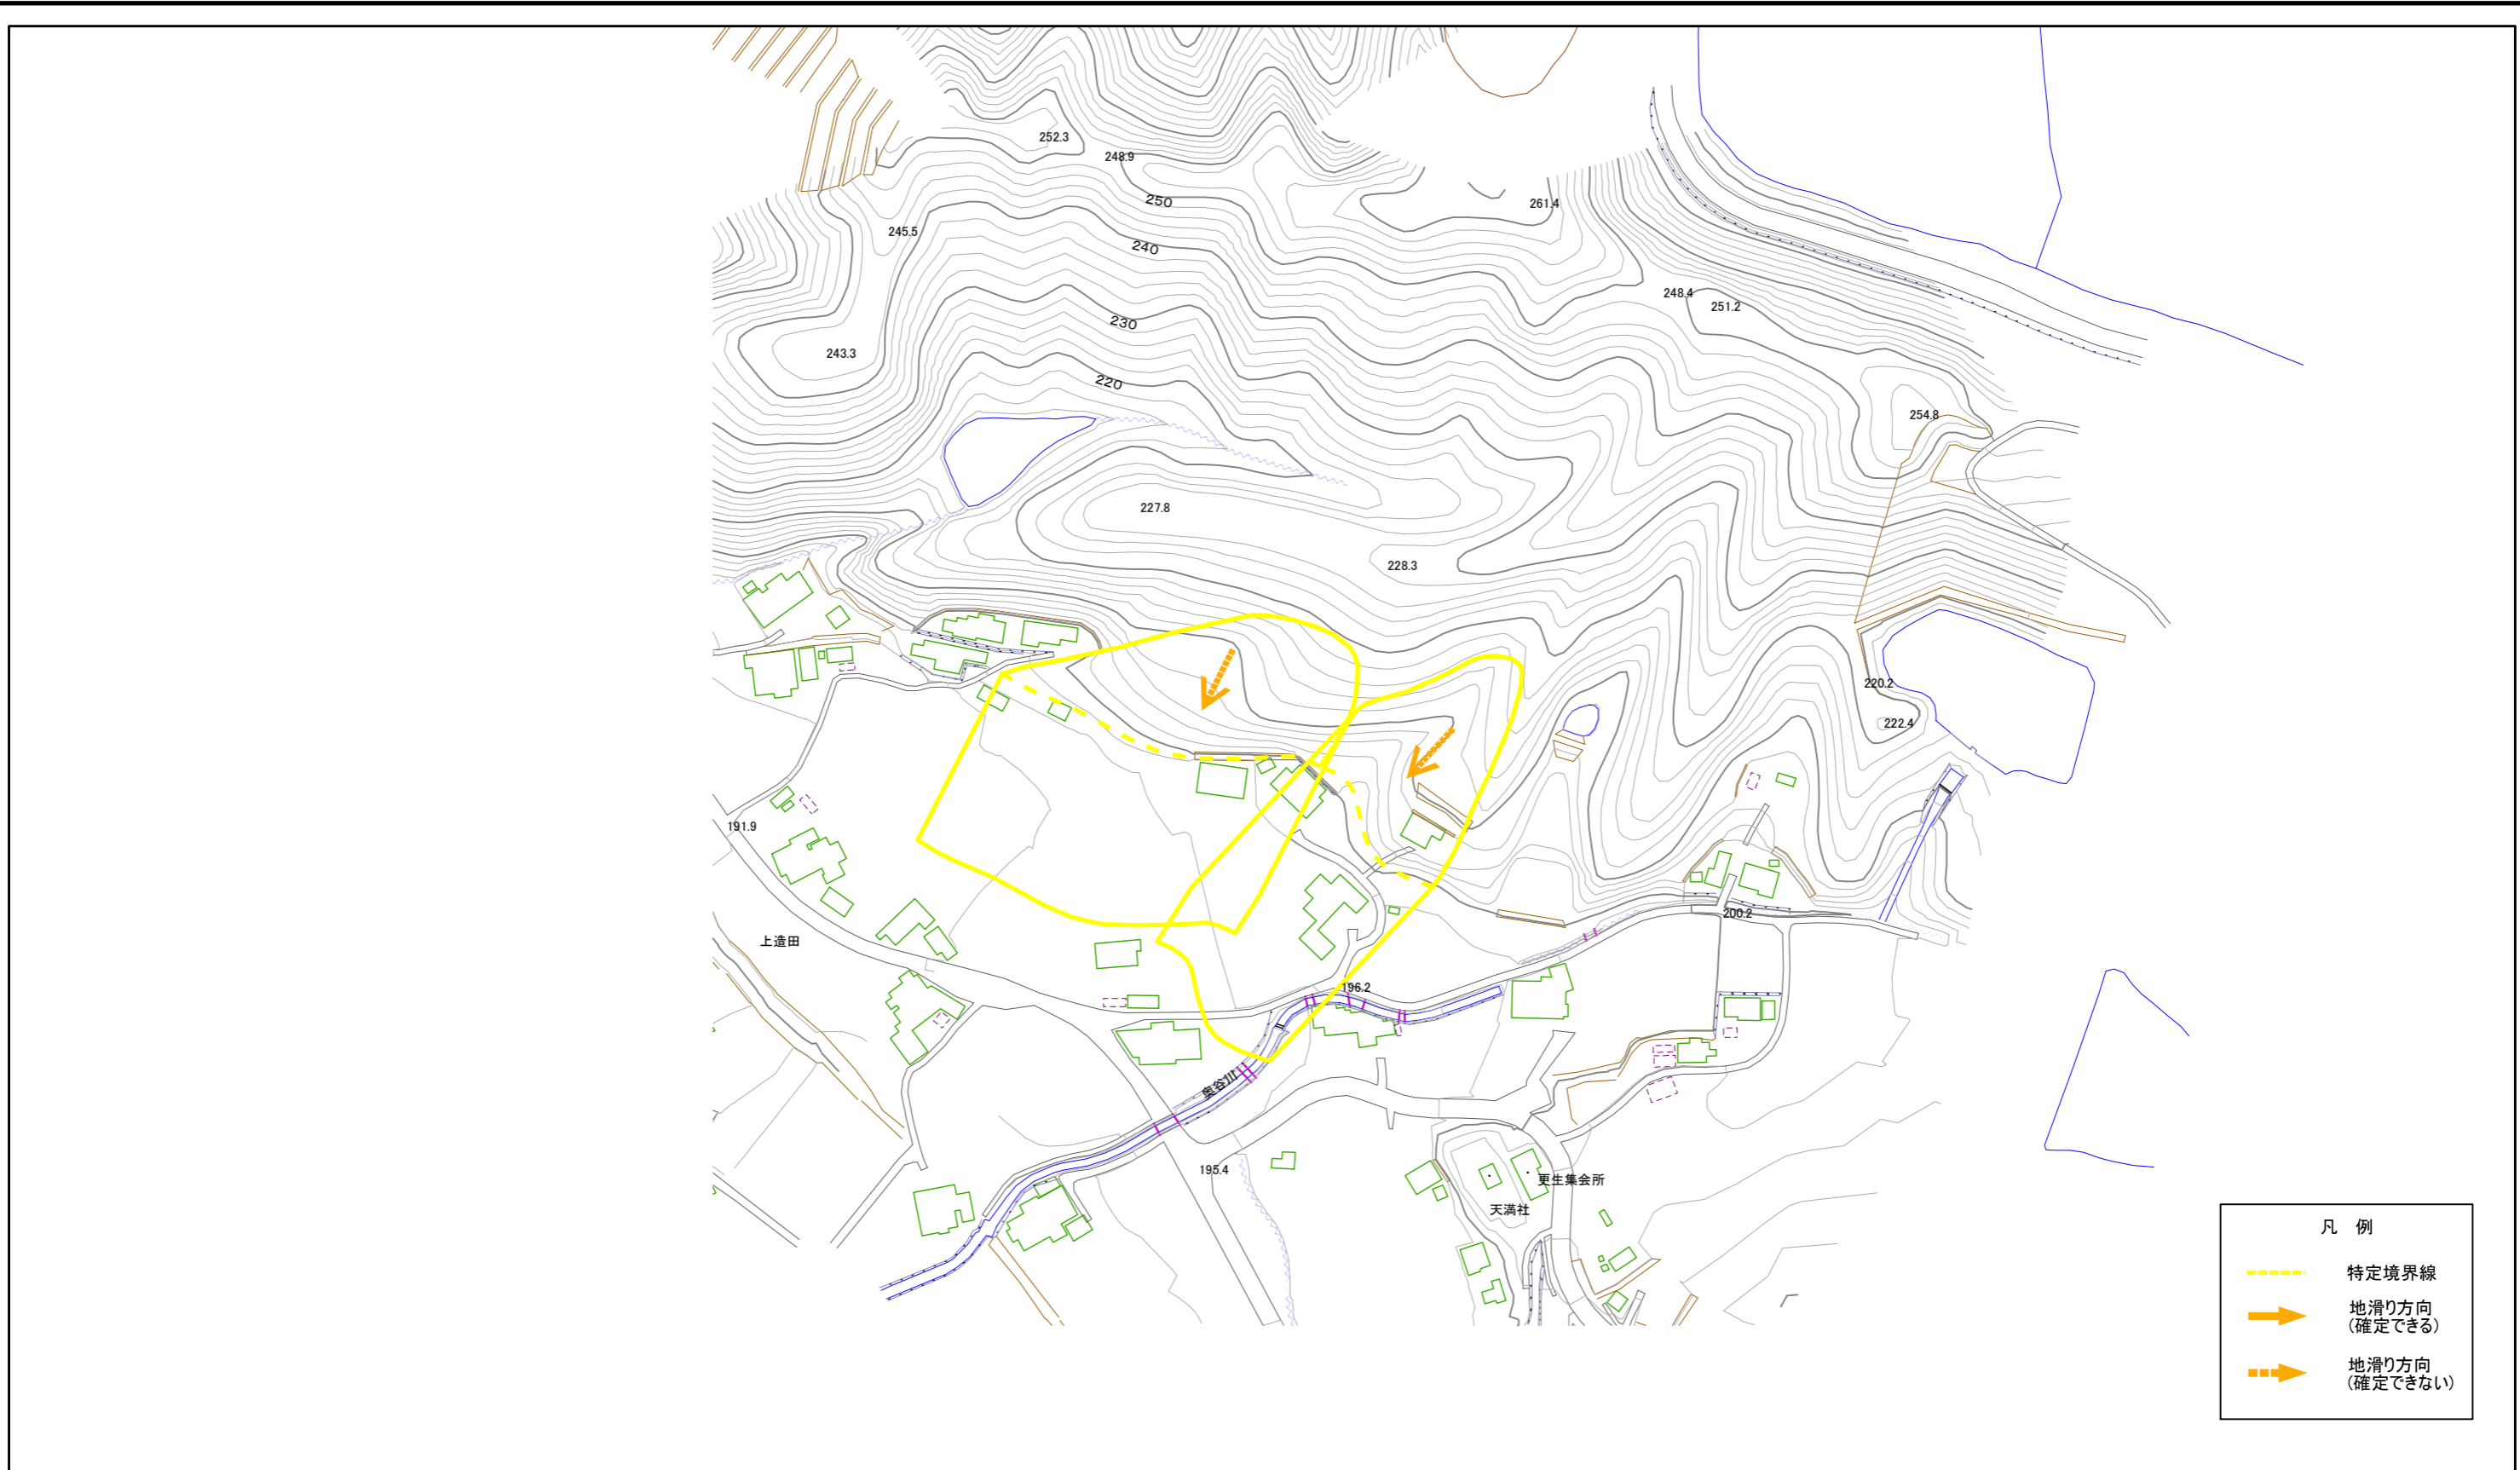 252.3
248.9
250
261.4
245.5
240
248.4
251.2
230
243.3
220
254.8
227.8
228.3
220.2
222.4
191.9
200.2
上造田
196.2
奥谷川
195.4
更生集会所
天満社
凡 例
特定境界線
地滑り方向
(確定できる)
地滑り方向
(確定できない)